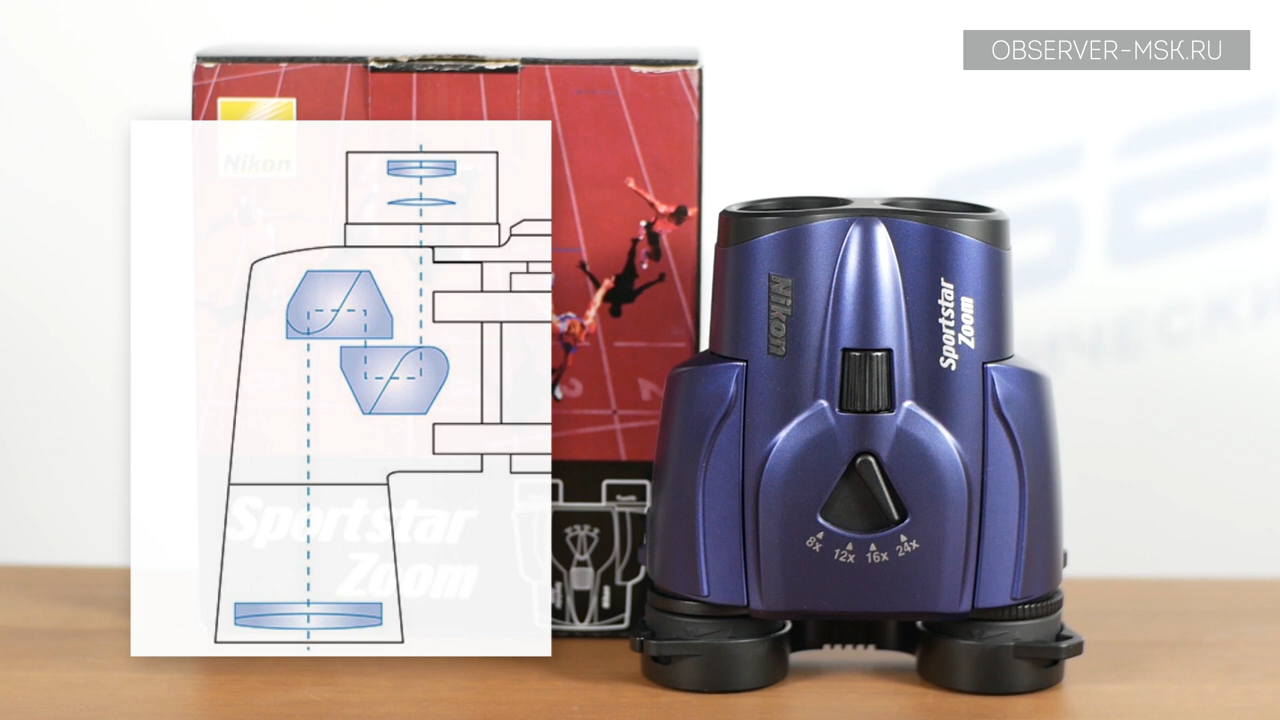 OBSERVER-MSK.RU
Nikon
Sportstar
Zoom
Nikon
Sportstar
Zoom
8x 12x 16x 24x